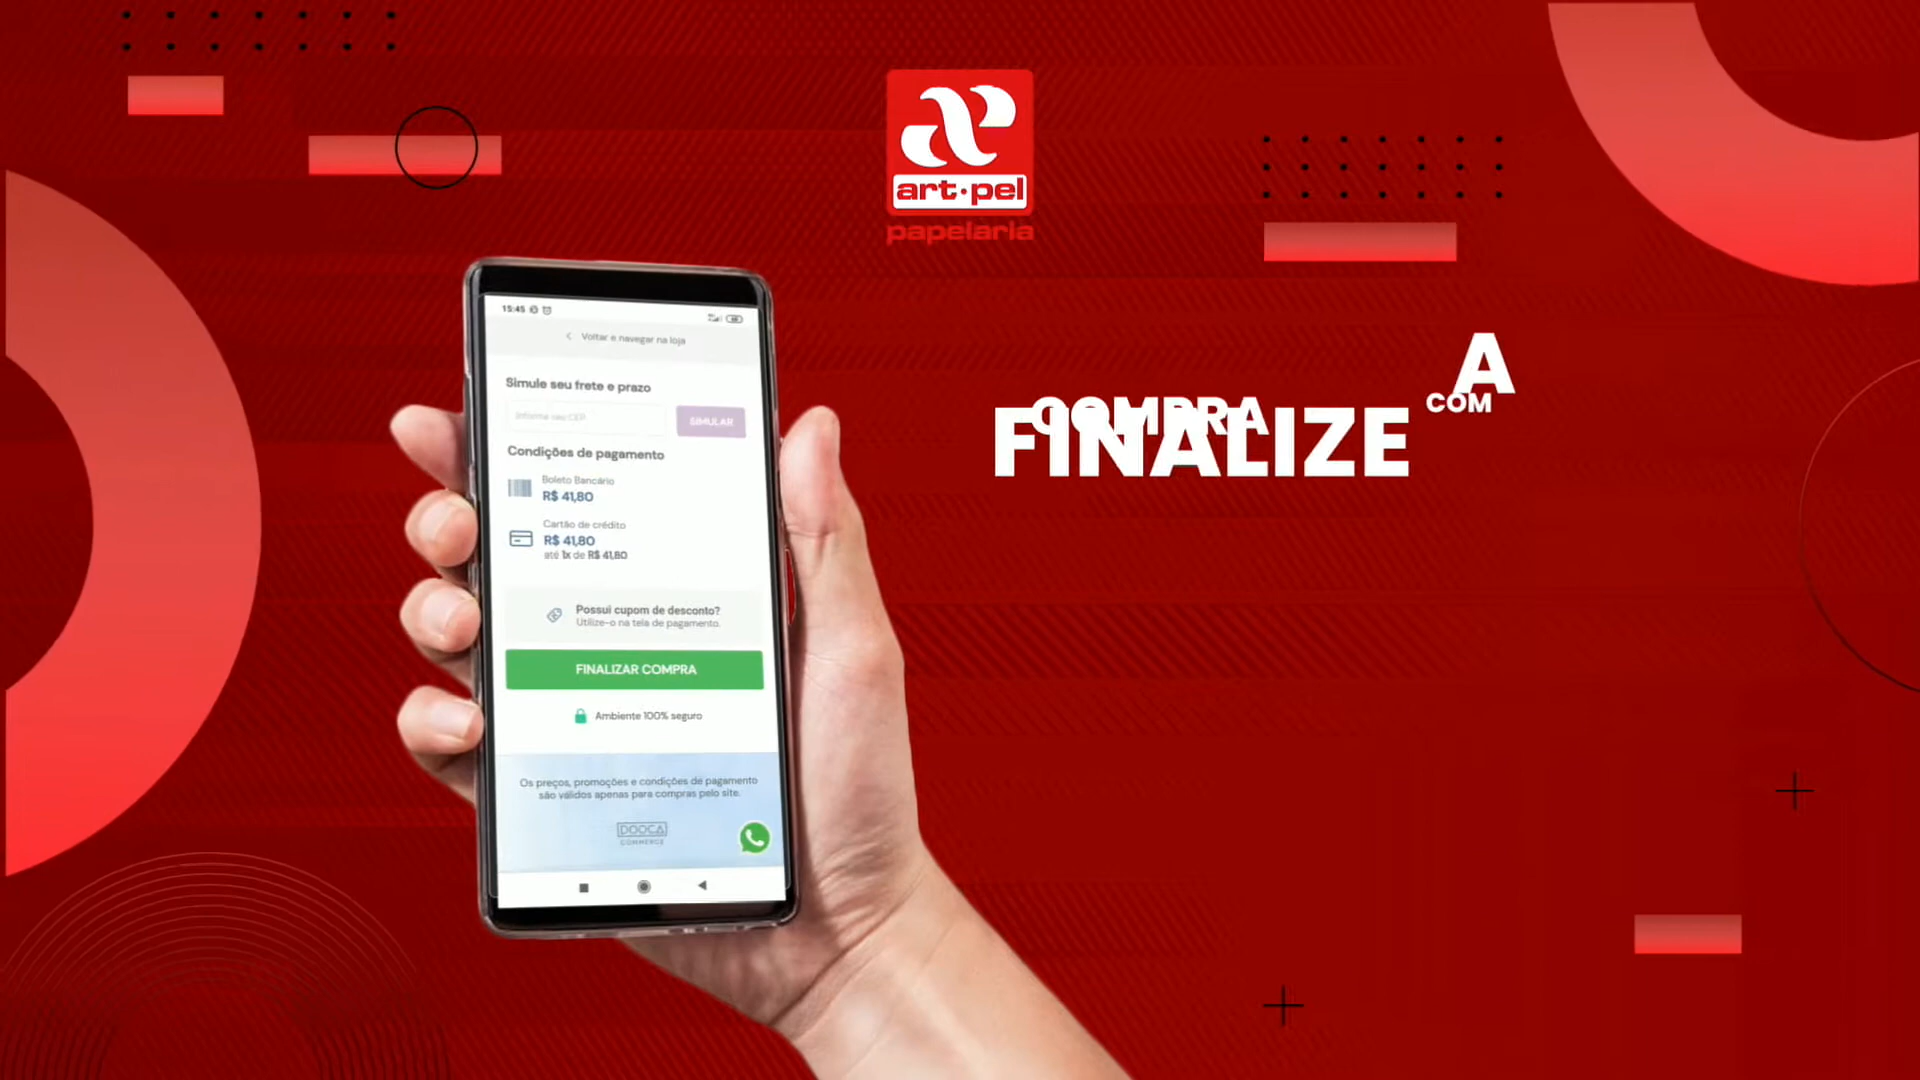 art·pel
papelaria
15:45
Voltar e navegar na loja
Simule seu frete e prazo
Informe seu CEP
SIMULAR
Condições de pagamento
Boleto Bancário
R$ 41,80
Cartão de crédito
R$ 41,80
até 1x de R$ 41,80
Possui cupom de desconto?
Utilize-o na tela de pagamento.
FINALIZAR COMPRA
Ambiente 100% seguro
Os preços, promoções e condições de pagamento
são válidos apenas para compras pelo site.
DOOCA
COMMERCE
FINALIZE
A
COMPRA
COM